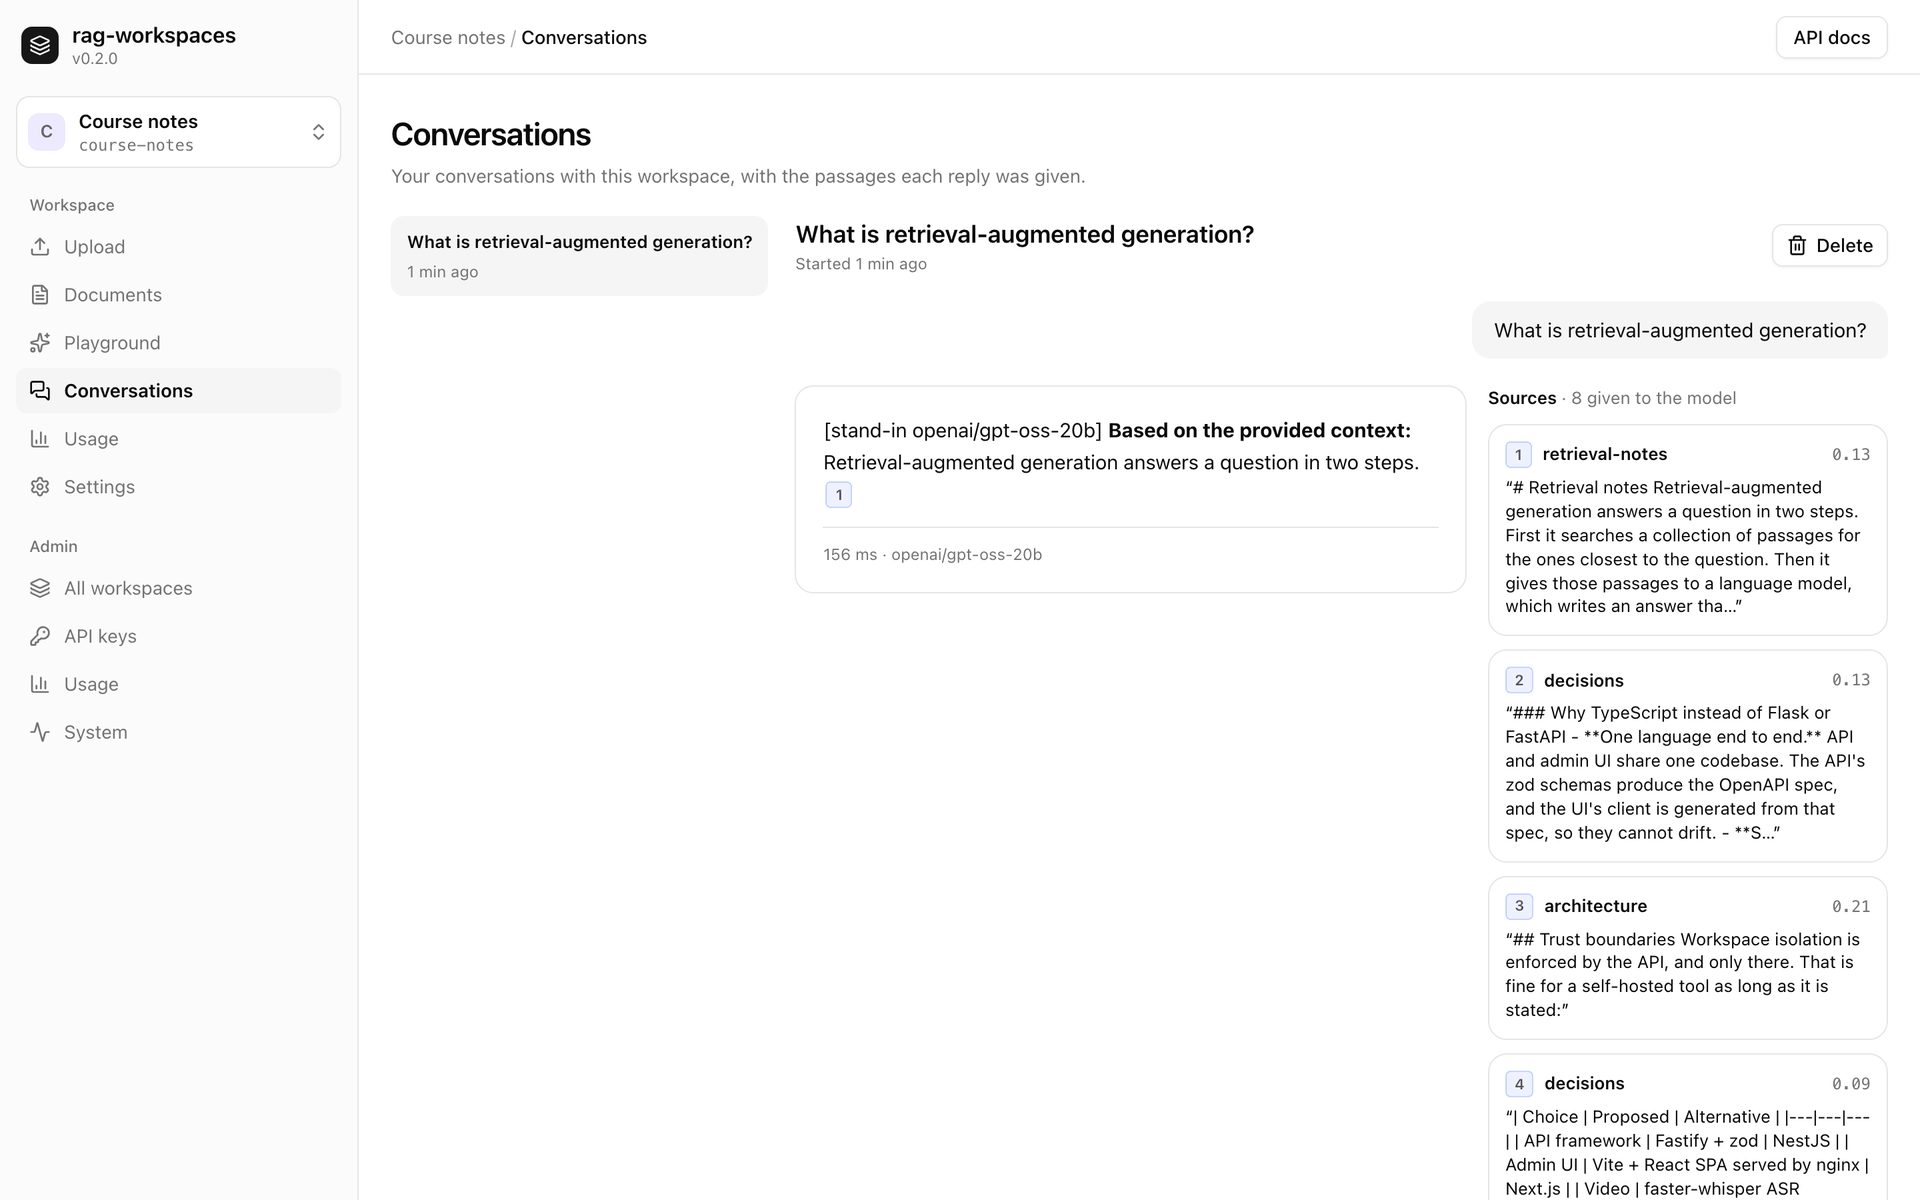 rag-workspaces
v0.2.0
C
Course notes
course-notes
Workspace
Upload
Documents
Playground
Conversations
Usage
Settings
Admin
All workspaces
API keys
Usage
System
Course notes / Conversations
API docs
Conversations
Your conversations with this workspace, with the passages each reply was given.
What is retrieval-augmented generation?
1 min ago
What is retrieval-augmented generation?
Started 1 min ago
Delete
What is retrieval-augmented generation?
[stand-in openai/gpt-oss-20b] Based on the provided context:
Retrieval-augmented generation answers a question in two steps.
1
156 ms · openai/gpt-oss-20b
Sources · 8 given to the model
1 retrieval-notes 0.13
“# Retrieval notes Retrieval-augmented
generation answers a question in two steps.
First it searches a collection of passages for
the ones closest to the question. Then it
gives those passages to a language model,
which writes an answer tha…”
2 decisions 0.13
“### Why TypeScript instead of Flask or
FastAPI - **One language end to end.** API
and admin UI share one codebase. The API's
zod schemas produce the OpenAPI spec,
and the UI's client is generated from that
spec, so they cannot drift. - **S…”
3 architecture 0.21
“## Trust boundaries Workspace isolation is
enforced by the API, and only there. That is
fine for a self-hosted tool as long as it is
stated:”
4 decisions 0.09
“| Choice | Proposed | Alternative | |---|---|---
| | API framework | Fastify + zod | NestJS | |
Admin UI | Vite + React SPA served by nginx |
Next.js | | Video | faster-whisper ASR